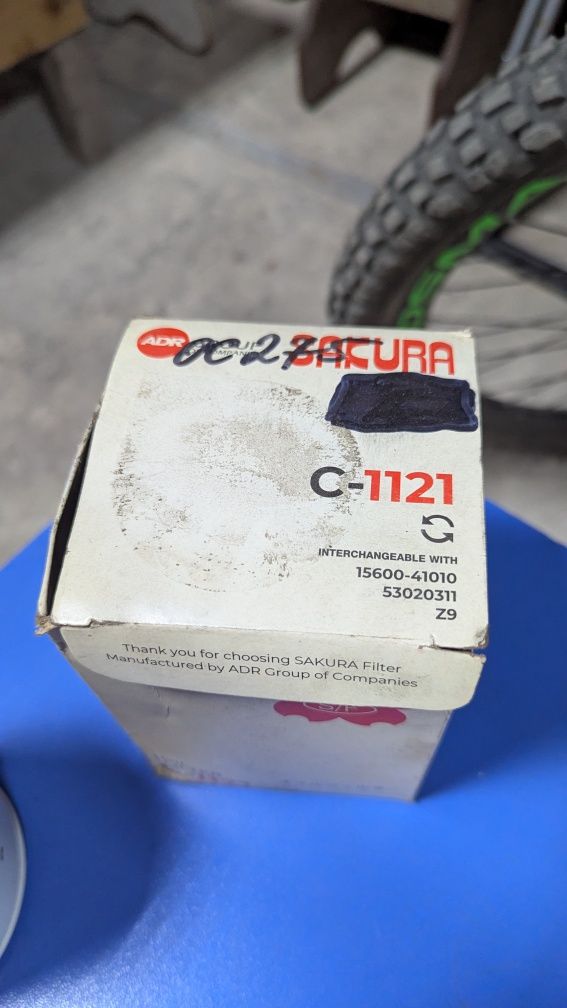 ADR
OC 275
SAKURA
C-1121
INTERCHANGEABLE WITH
15600-41010
53020311
Z9
Thank you for choosing SAKURA Filter
Manufactured by ADR Group of Companies
S/F